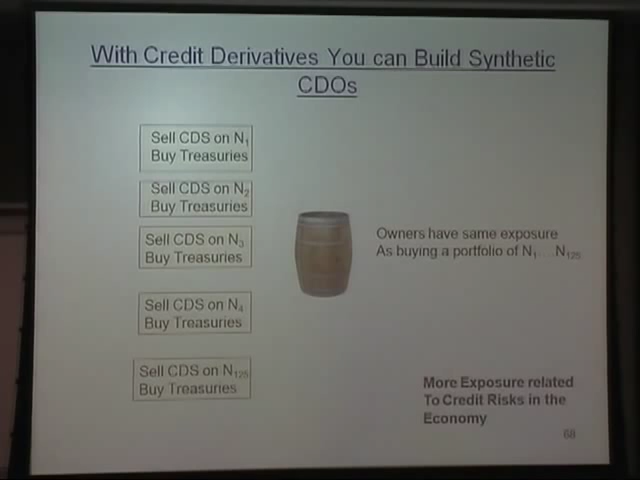 With Credit Derivatives You can Build Synthetic
CDOs
Sell CDS on N1
Buy Treasuries
Sell CDS on N2
Buy Treasuries
Sell CDS on N3
Buy Treasuries
Sell CDS on N4
Buy Treasuries
Sell CDS on N125
Buy Treasuries
Owners have same exposure
As buying a portfolio of N1….N125
More Exposure related
To Credit Risks in the
Economy
68